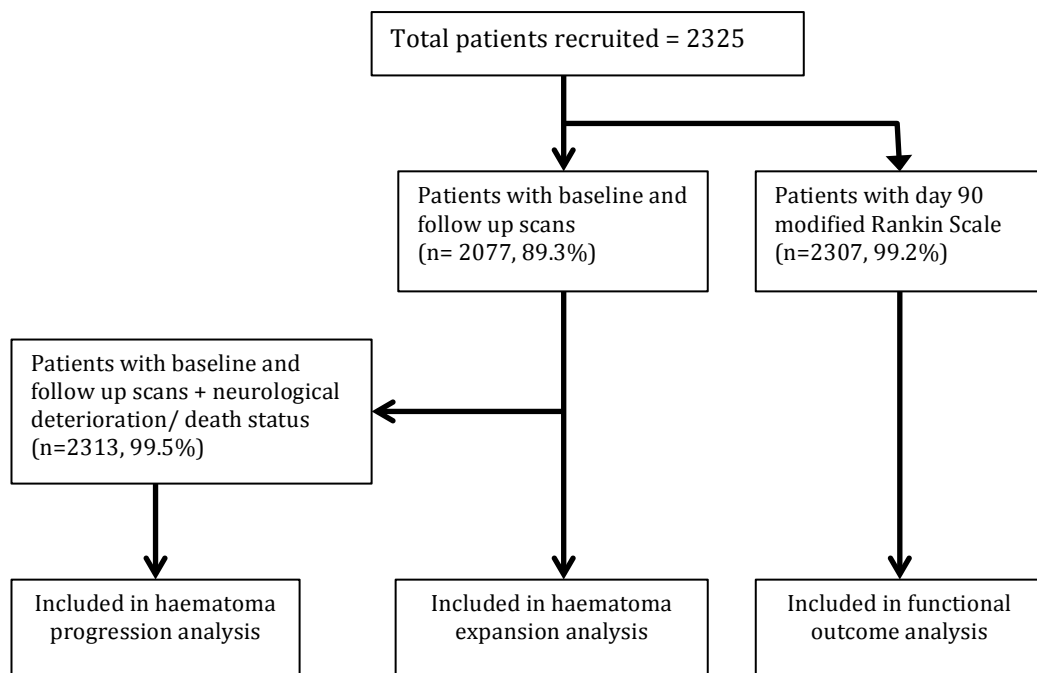 Total patients recruited = 2325
Patients with baseline and
follow up scans
(n= 2077, 89.3%)
Patients with day 90
modified Rankin Scale
(n=2307, 99.2%)
Patients with baseline and
follow up scans + neurological
deterioration/ death status
(n=2313, 99.5%)
Included in haematoma
progression analysis
Included in haematoma
expansion analysis
Included in functional
outcome analysis